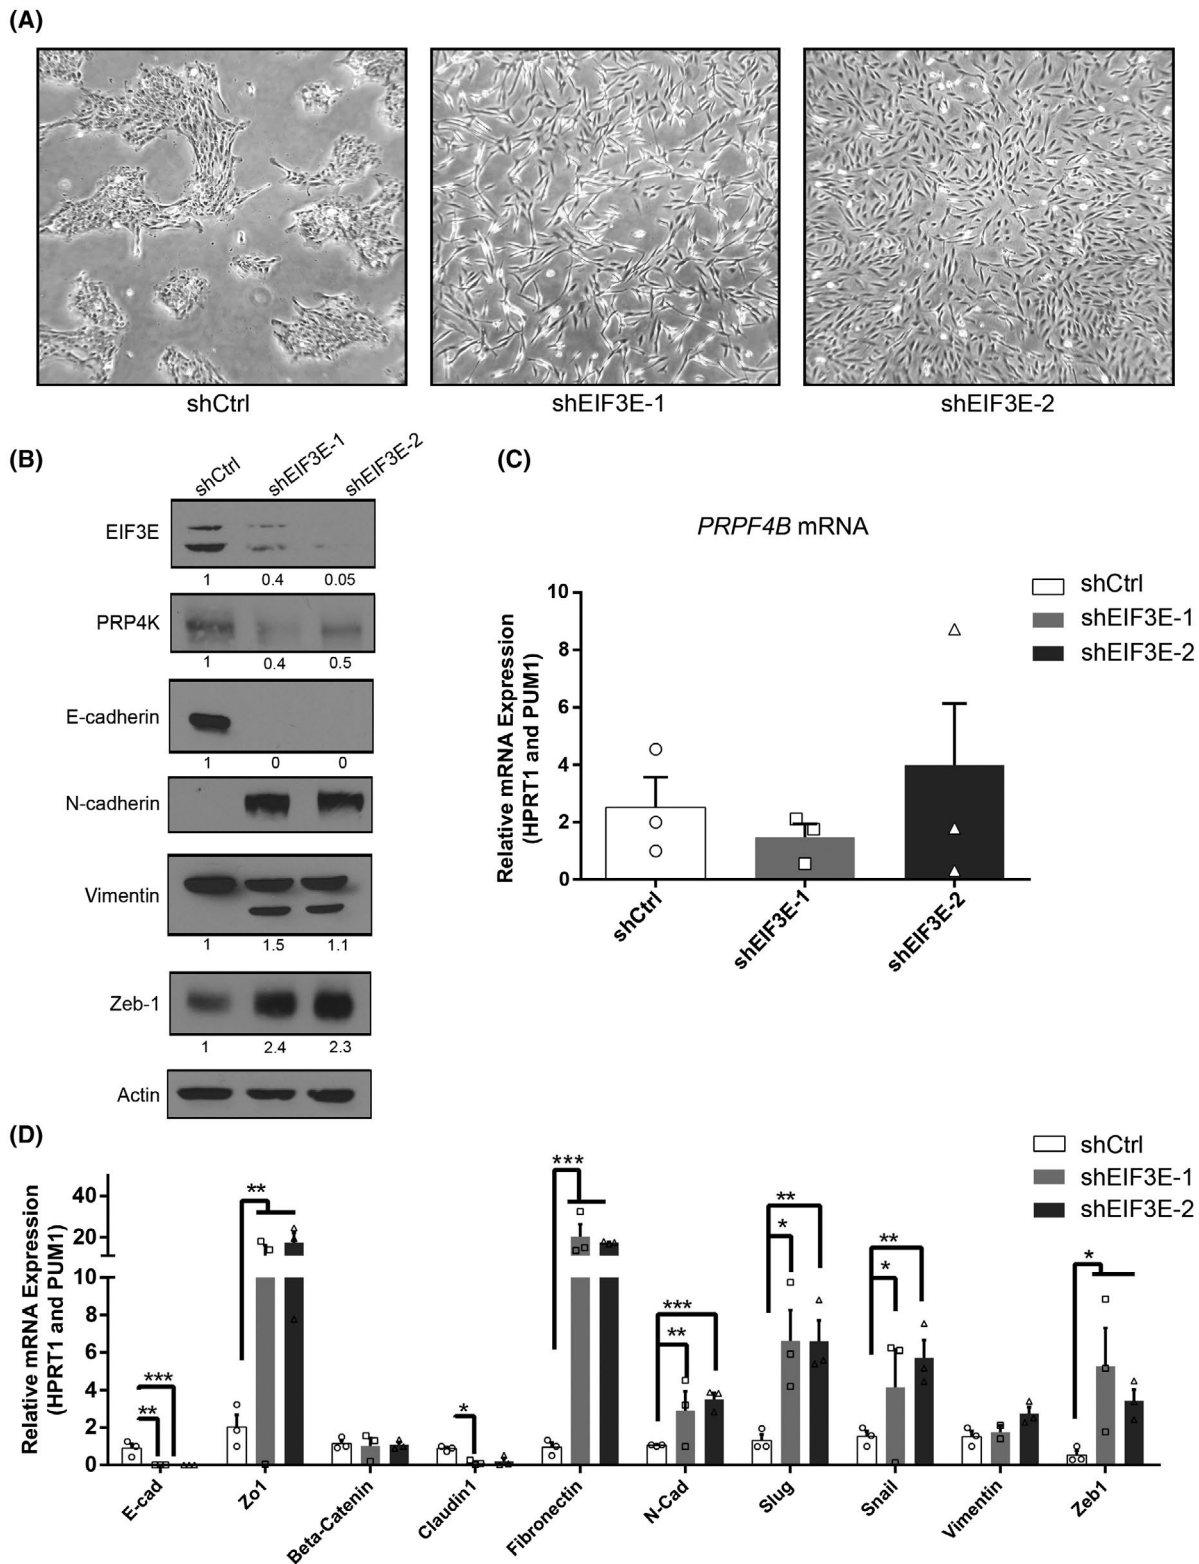 (A)
shCtrl
shEIF3E-1
shEIF3E-2
(B)
shCtrl
shEIF3E-1
shEIF3E-2
EIF3E
1 0.4 0.05
PRP4K
1 0.4 0.5
E-cadherin
1 0 0
N-cadherin
Vimentin
1 1.5 1.1
Zeb-1
1 2.4 2.3
Actin
(C)
PRPF4B mRNA
Relative mRNA Expression
(HPRT1 and PUM1)
10
8
6
4
2
0
shCtrl
shEIF3E-1
shEIF3E-2
shCtrl
shEIF3E-1
shEIF3E-2
(D)
shCtrl
shEIF3E-1
shEIF3E-2
Relative mRNA Expression
(HPRT1 and PUM1)
40
20
10
8
6
4
2
0
***
**
**
*
***
***
**
**
*
**
*
*
E-cad
Zo1
Beta-Catenin
Claudin1
Fibronectin
N-Cad
Slug
Snail
Vimentin
Zeb1